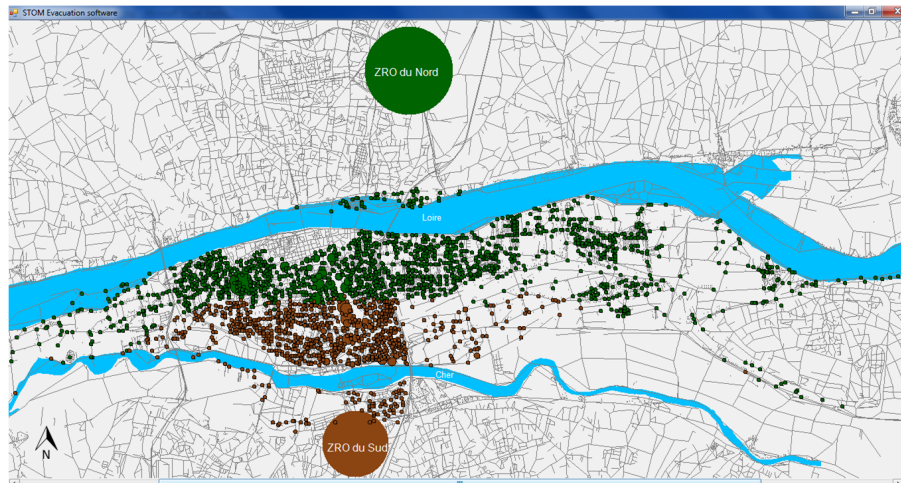 STOM Evacuation software
ZRO du Nord
Loire
Cher
ZRO du Sud
N